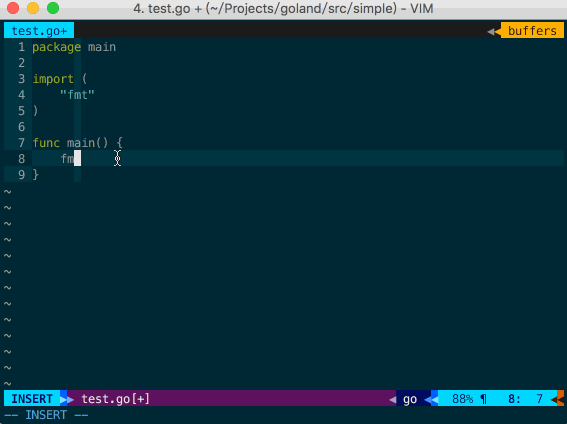 4. test.go + (~/Projects/goland/src/simple) - VIM
test.go+ buffers
1 package main
2
3 import (
4     "fmt"
5 )
6
7 func main() {
8     fm
9 }
~
~
~
~
~
~
~
~
~
~
~
~
~
INSERT test.go[+] go 88% ¶ 8: 7
-- INSERT --